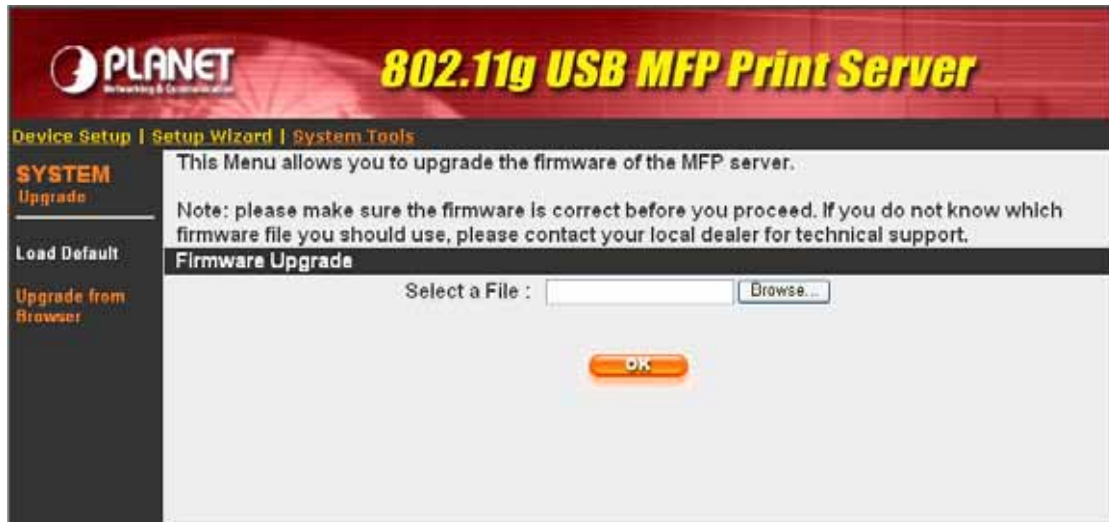 PLANET
Networking & Communication
802.11g USB MFP Print Server
Device Setup | Setup Wizard | System Tools
SYSTEM
Upgrade
Load Default
Upgrade from
Browser
This Menu allows you to upgrade the firmware of the MFP server.
Note: please make sure the firmware is correct before you proceed. If you do not know which
firmware file you should use, please contact your local dealer for technical support.
Firmware Upgrade
Select a File :
Browse...
OK